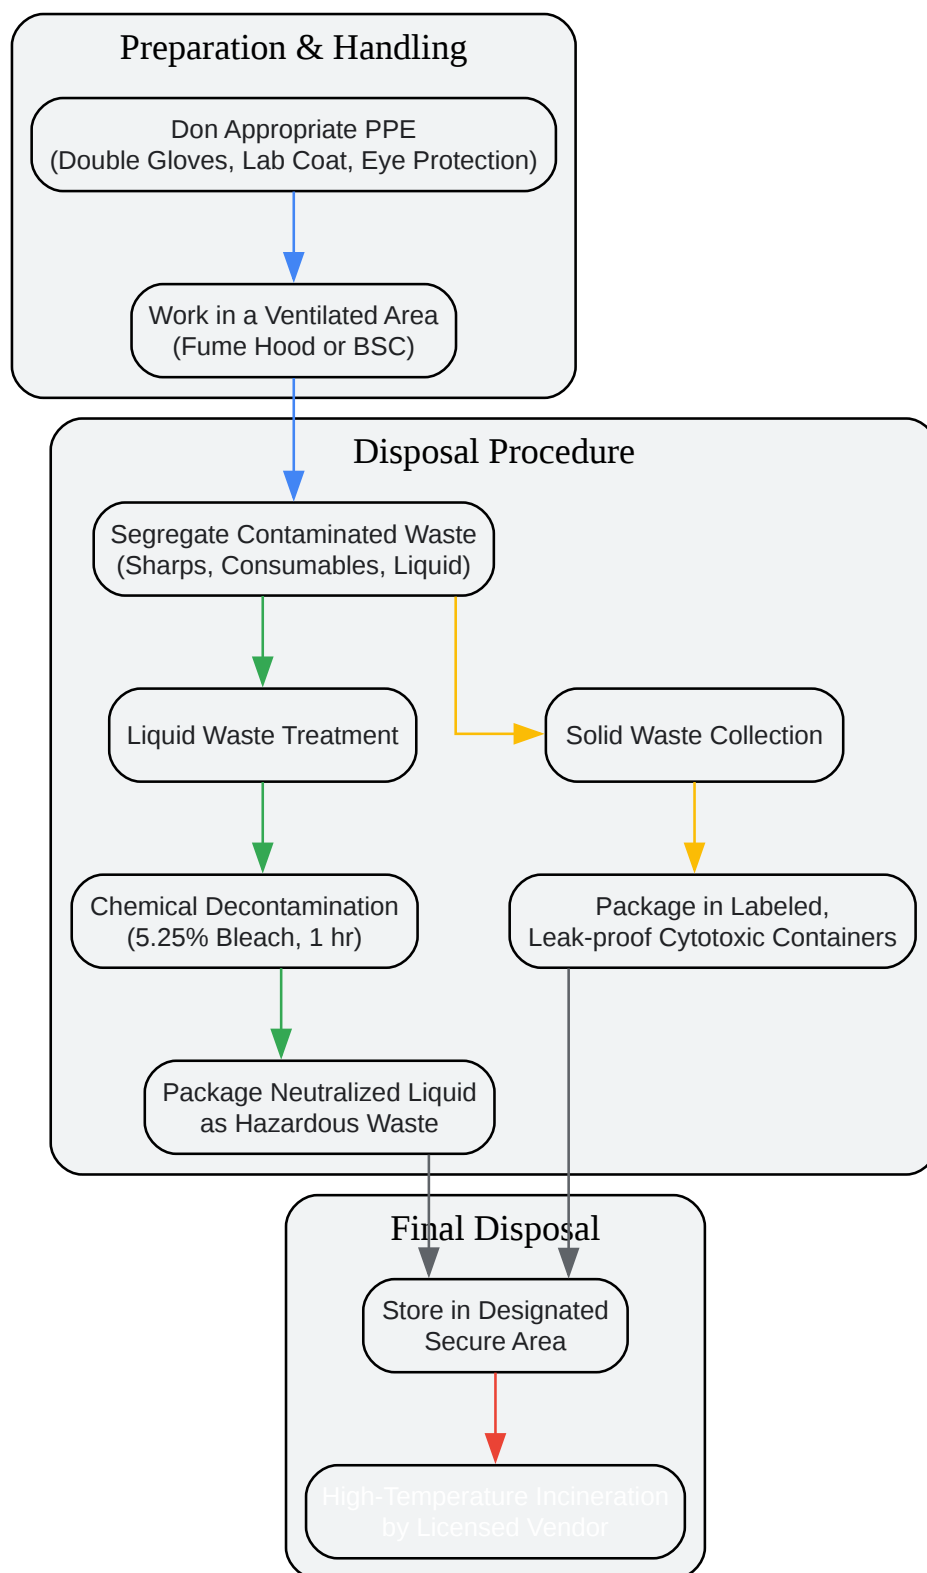 Preparation & Handling
Don Appropriate PPE
(Double Gloves, Lab Coat, Eye Protection)
Work in a Ventilated Area
(Fume Hood or BSC)
Disposal Procedure
Segregate Contaminated Waste
(Sharps, Consumables, Liquid)
Liquid Waste Treatment
Solid Waste Collection
Chemical Decontamination
(5.25% Bleach, 1 hr)
Package in Labeled,
Leak-proof Cytotoxic Containers
Package Neutralized Liquid
as Hazardous Waste
Final Disposal
Store in Designated
Secure Area
High-Temperature Incineration
by Licensed Vendor